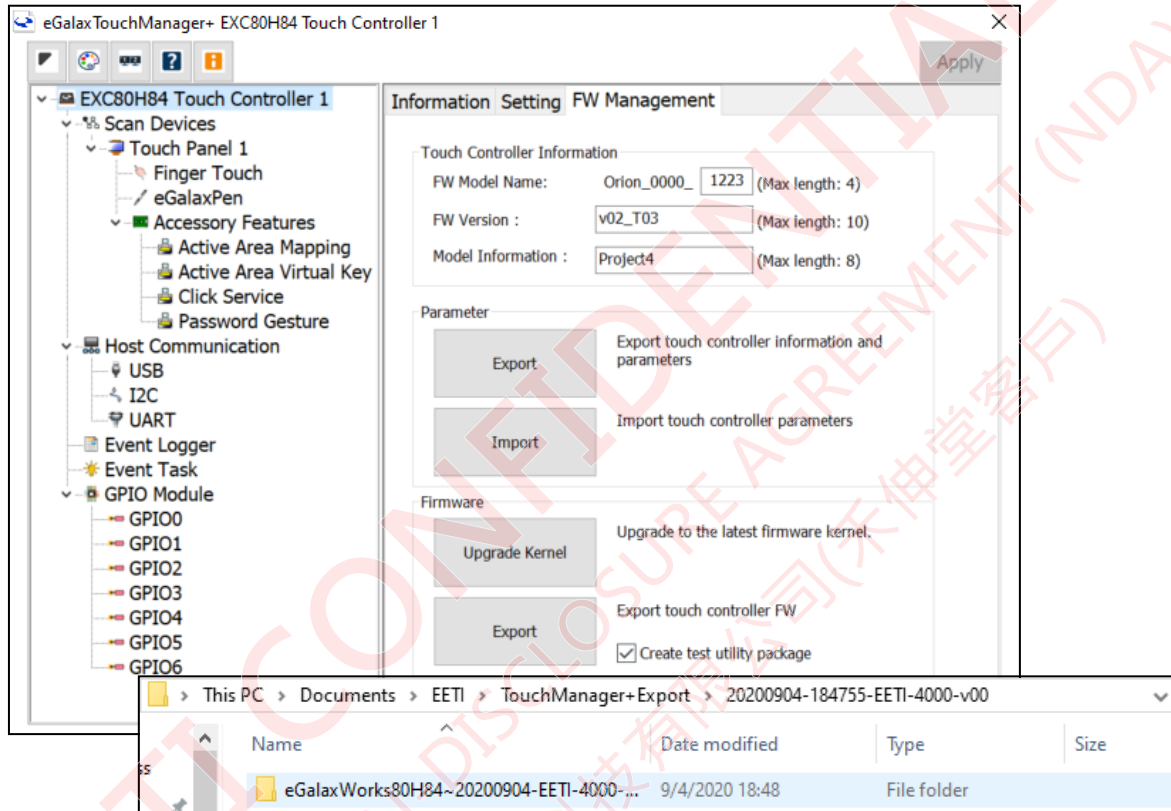 eGalaxTouchManager+ EXC80H84 Touch Controller 1
Apply
EXC80H84 Touch Controller 1
Scan Devices
Touch Panel 1
Finger Touch
eGalaxPen
Accessory Features
Active Area Mapping
Active Area Virtual Key
Click Service
Password Gesture
Host Communication
USB
I2C
UART
Event Logger
Event Task
GPIO Module
GPIO0
GPIO1
GPIO2
GPIO3
GPIO4
GPIO5
GPIO6
Information Setting FW Management
Touch Controller Information
FW Model Name: Orion_0000_ 1223 (Max length: 4)
FW Version : v02_T03 (Max length: 10)
Model Information : Project4 (Max length: 8)
Parameter
Export
Export touch controller information and
parameters
Import
Import touch controller parameters
Firmware
Upgrade Kernel
Upgrade to the latest firmware kernel.
Export
Export touch controller FW
Create test utility package
This PC > Documents > EETI > TouchManager+Export > 20200904-184755-EETI-4000-v00
Name Date modified Type Size
ss
eGalaxWorks80H84~20200904-EETI-4000-... 9/4/2020 18:48 File folder
TI CONFIDENTIAL
DISCLOSURE AGREEMENT (NDA)